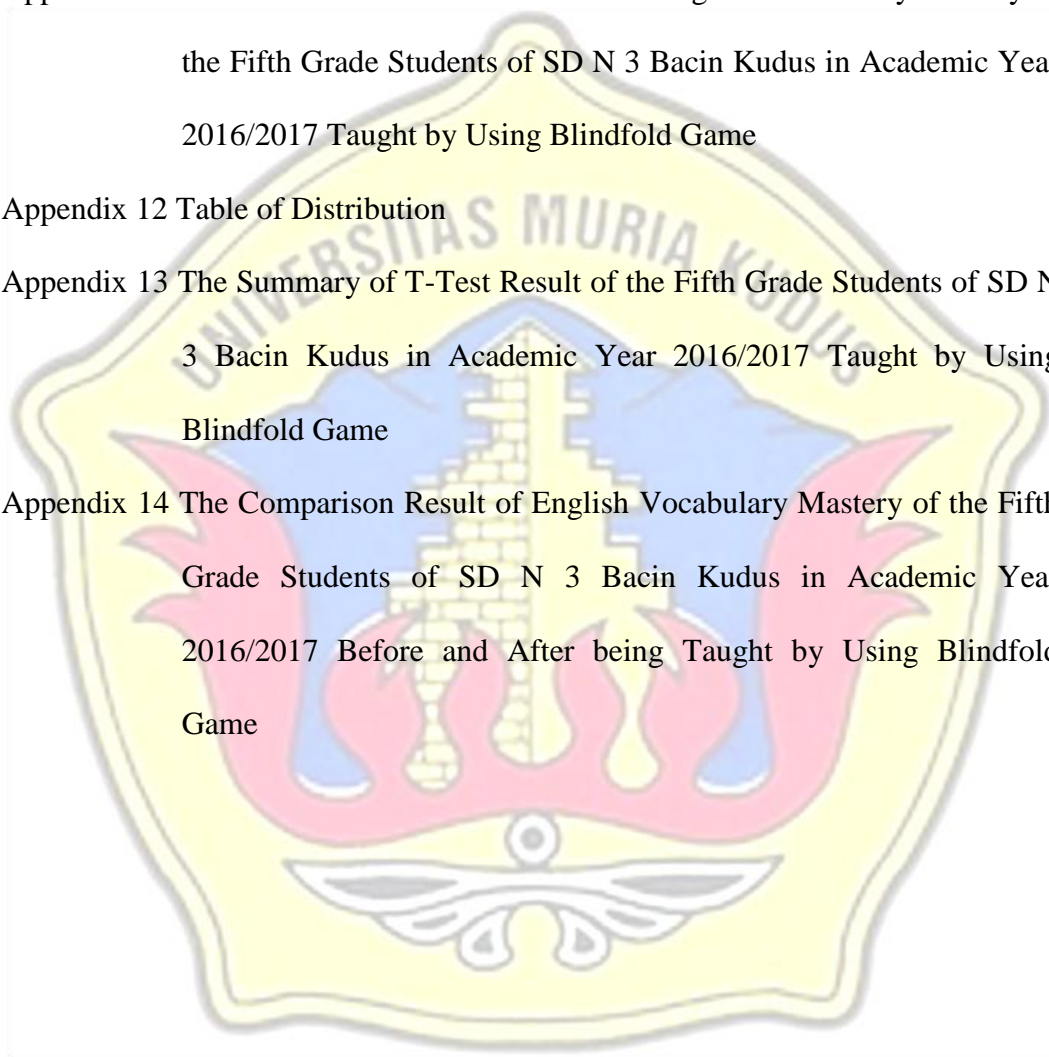 the Fifth Grade Students of SD N 3 Bacin Kudus in Academic Yea
2016/2017 Taught by Using Blindfold Game
Appendix 12 Table of Distribution
UNIVERSITAS MURIA KUDUS
Appendix 13 The Summary of T-Test Result of the Fifth Grade Students of SD N
3 Bacin Kudus in Academic Year 2016/2017 Taught by Using
Blindfold Game
Appendix 14 The Comparison Result of English Vocabulary Mastery of the Fifth
Grade Students of SD N 3 Bacin Kudus in Academic Yea
2016/2017 Before and After being Taught by Using Blindfold
Game